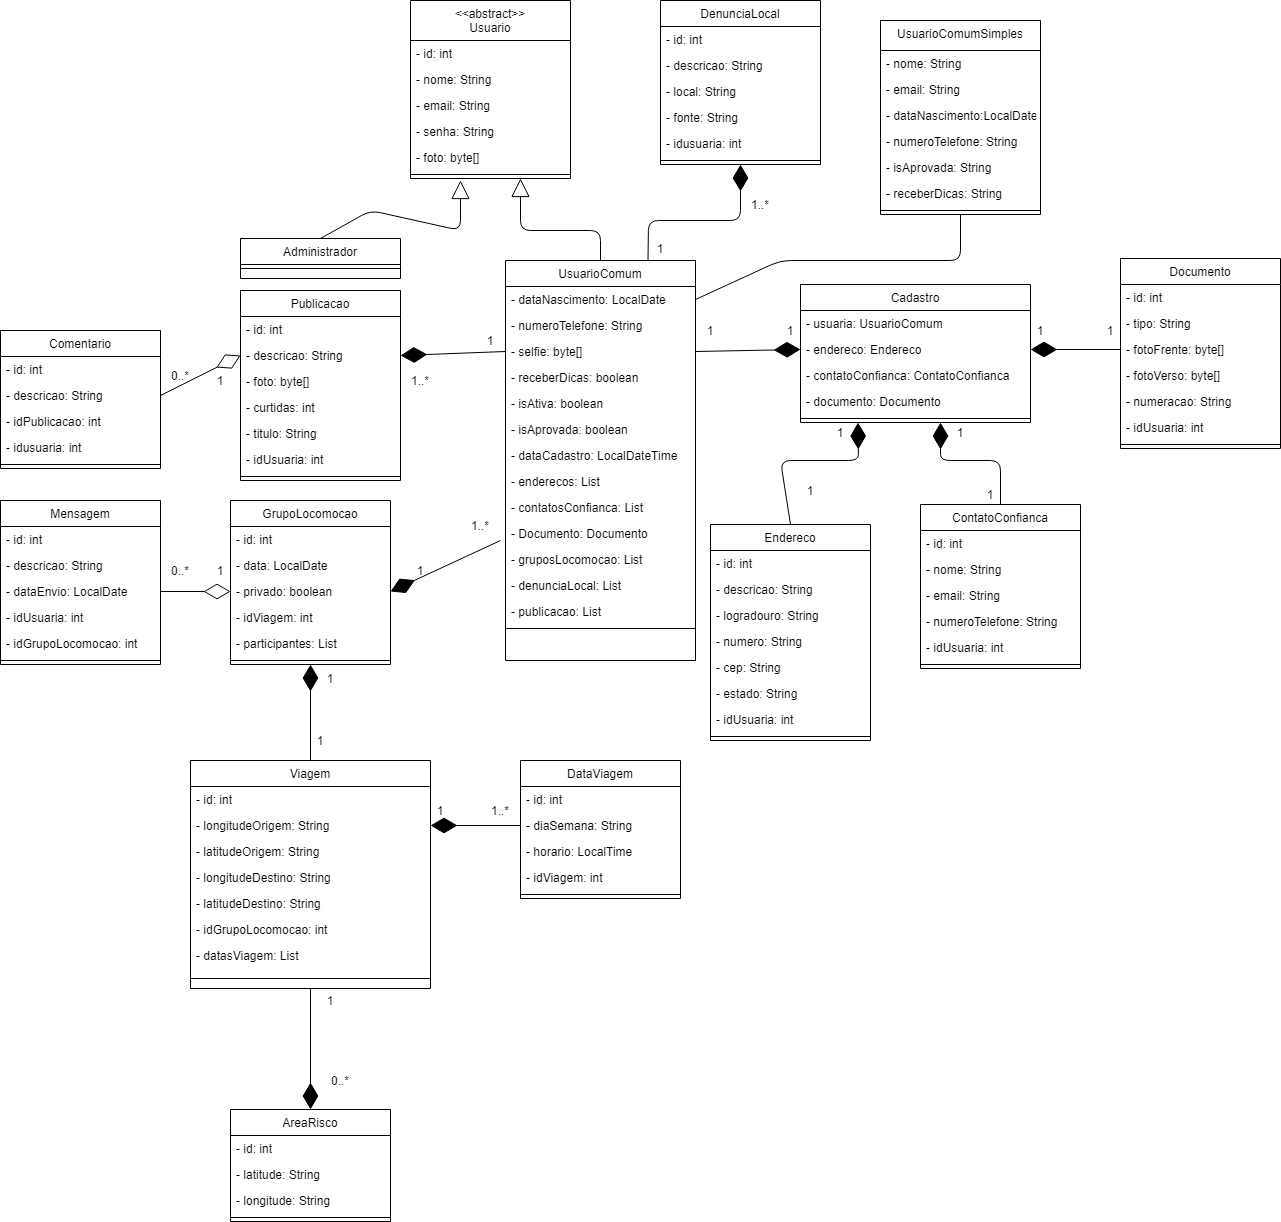 <<abstract>>
Usuario
- id: int
- nome: String
- email: String
- senha: String
- foto: byte[]
DenunciaLocal
- id: int
- descricao: String
- local: String
- fonte: String
- idusuaria: int
UsuarioComumSimples
- nome: String
- email: String
- dataNascimento:LocalDate
- numeroTelefone: String
- isAprovada: String
- receberDicas: String
1..*
1
Administrador
UsuarioComum
- dataNascimento: LocalDate
- numeroTelefone: String
- selfie: byte[]
- receberDicas: boolean
- isAtiva: boolean
- isAprovada: boolean
- dataCadastro: LocalDateTime
- enderecos: List
- contatosConfianca: List
- Documento: Documento
- gruposLocomocao: List
- denunciaLocal: List
- publicacao: List
Publicacao
- id: int
- descricao: String
- foto: byte[]
- curtidas: int
- titulo: String
- idUsuaria: int
1
1..*
Comentario
- id: int
- descricao: String
- idPublicacao: int
- idusuaria: int
0..*
1
Cadastro
- usuaria: UsuarioComum
- endereco: Endereco
- contatoConfianca: ContatoConfianca
- documento: Documento
1
1
1
1
Documento
- id: int
- tipo: String
- fotoFrente: byte[]
- fotoVerso: byte[]
- numeracao: String
- idUsuaria: int
1
1
1
1
Mensagem
- id: int
- descricao: String
- dataEnvio: LocalDate
- idUsuaria: int
- idGrupoLocomocao: int
0..*
1
GrupoLocomocao
- id: int
- data: LocalDate
- privado: boolean
- idViagem: int
- participantes: List
1..*
1
Endereco
- id: int
- descricao: String
- logradouro: String
- numero: String
- cep: String
- estado: String
- idUsuaria: int
ContatoConfianca
- id: int
- nome: String
- email: String
- numeroTelefone: String
- idUsuaria: int
1
1
Viagem
- id: int
- longitudeOrigem: String
- latitudeOrigem: String
- longitudeDestino: String
- latitudeDestino: String
- idGrupoLocomocao: int
- datasViagem: List
1
1..*
DataViagem
- id: int
- diaSemana: String
- horario: LocalTime
- idViagem: int
1
0..*
AreaRisco
- id: int
- latitude: String
- longitude: String